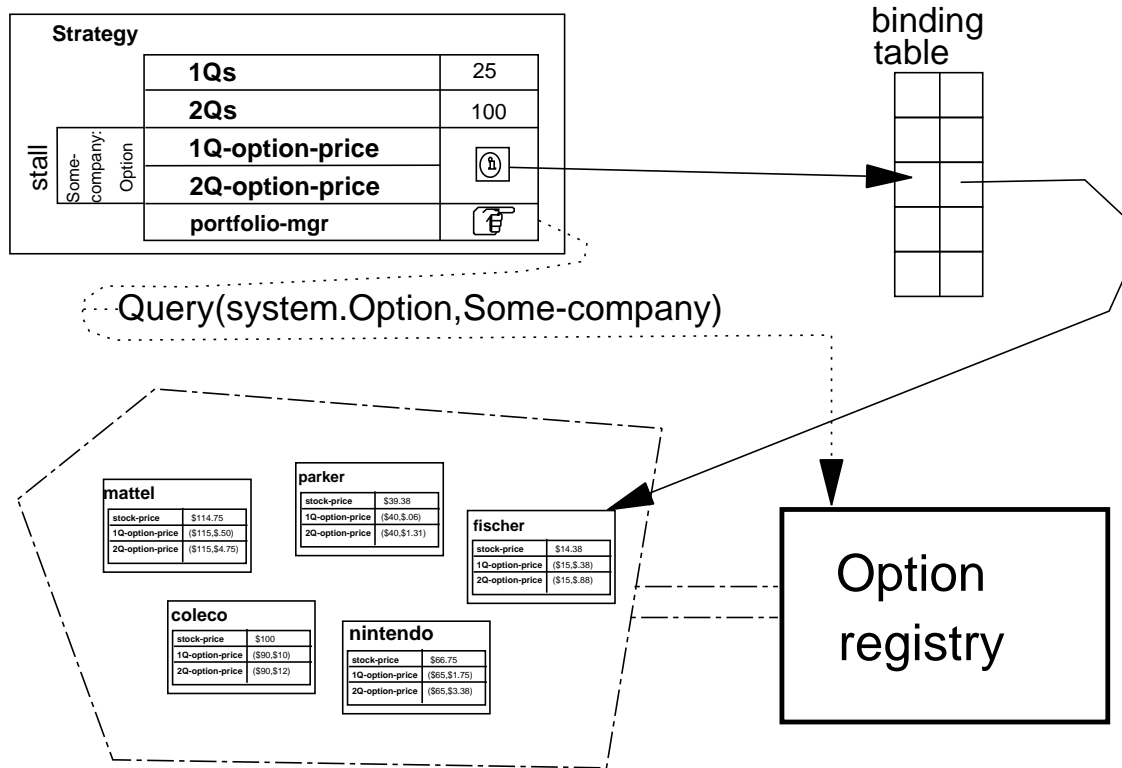 Strategy
1Qs 25
2Qs 100
1Q-option-price
2Q-option-price
portfolio-mgr
stall
Some-
company:
Option
binding
table
Query(system.Option,Some-company)
mattel
stock-price $114.75
1Q-option-price ($115,$.50)
2Q-option-price ($115,$4.75)
parker
stock-price $39.38
1Q-option-price ($40,$.06)
2Q-option-price ($40,$1.31)
fischer
stock-price $14.38
1Q-option-price ($15,$.38)
2Q-option-price ($15,$.88)
coleco
stock-price $100
1Q-option-price ($90,$10)
2Q-option-price ($90,$12)
nintendo
stock-price $66.75
1Q-option-price ($65,$1.75)
2Q-option-price ($65,$3.38)
Option
registry